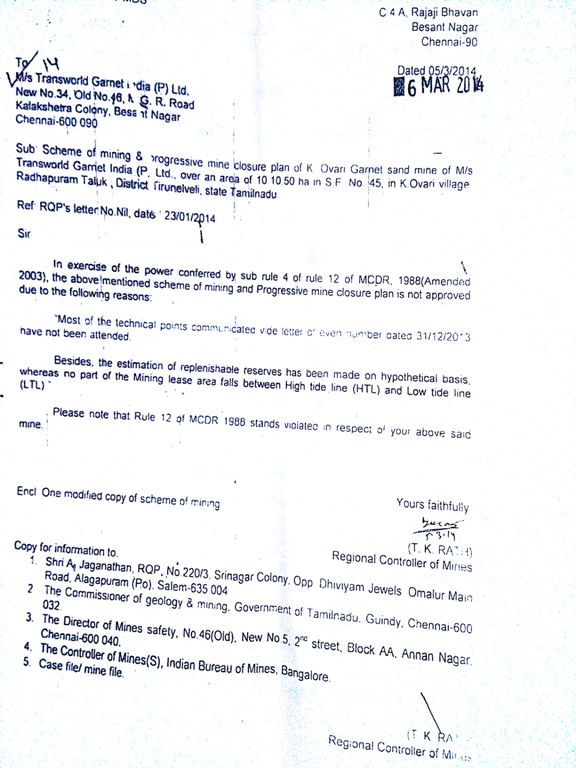 C 4 A, Rajaji Bhavan
Besant Nagar
Chennai-90
To
14
Dated 05/3/2014
6 MAR 2014
M/s Transworld Garnet India (P) Ltd.
New No.34, Old No.46, M. G. R. Road
Kalakshetra Colony, Besant Nagar
Chennai-600 090
Sub: Scheme of mining & progressive mine closure plan of K Ovari Garnet sand mine of M/s
Transworld Garnet India (P. Ltd., over an area of 10 10.50 ha in S F No 45, in K.Ovari village
Radhapuram Taluk, District Tirunelveli, state Tamilnadu
Ref: RQP's letter No.Nil, date 23/01/2014
Sir
In exercise of the power conferred by sub rule 4 of rule 12 of MCDR, 1988(Amended
2003), the above mentioned scheme of mining and Progressive mine closure plan is not approved
due to the following reasons:
"Most of the technical points communicated vide letter of even number dated 31/12/2013
have not been attended.
Besides, the estimation of replenishable reserves has been made on hypothetical basis,
whereas no part of the Mining lease area falls between High tide line (HTL) and Low tide line
(LTL)"
Please note that Rule 12 of MCDR 1988 stands violated in respect of your above said
mine.
Encl One modified copy of scheme of mining
Yours faithfully
5.3.14
(T. K. RATH)
Regional Controller of Mines
Copy for information to.
1. Shri A, Jaganathan, RQP, No.220/3, Srinagar Colony, Opp Dhiviyam Jewels Omalur Main
Road, Alagapuram (Po). Salem-635 004
2 The Commissioner of geology & mining, Government of Tamilnadu, Guindy, Chennai-600
032
3. The Director of Mines safety, No.46(Old), New No 5, 2nd street, Block AA, Annan Nagar.
Chennai-600 040.
4. The Controller of Mines(S), Indian Bureau of Mines, Bangalore.
5. Case file/ mine file.
(T K RA
Regional Controller of Mines